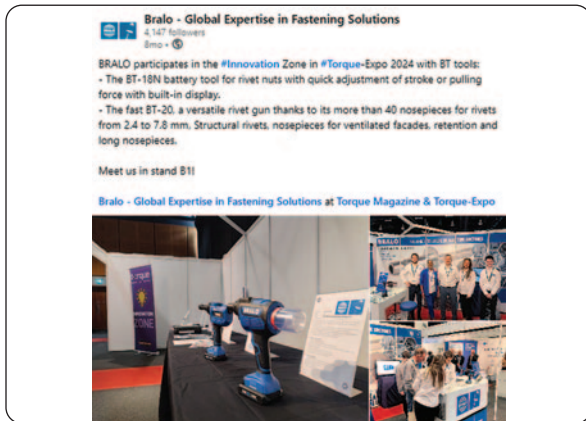 Bralo - Global Expertise in Fastening Solutions
4,147 followers
8mo •
BRALO participates in the #Innovation Zone in #Torque-Expo 2024 with BT tools:
- The BT-18N battery tool for rivet nuts with quick adjustment of stroke or pulling
force with built-in display.
- The fast BT-20, a versatile rivet gun thanks to its more than 40 nosepieces for rivets
from 2.4 to 7.8 mm. Structural rivets, nosepieces for ventilated facades, retention and
long nosepieces.
Meet us in stand B1!
Bralo - Global Expertise in Fastening Solutions at Torque Magazine & Torque-Expo
torque
ZONE
BRALO
BRALO